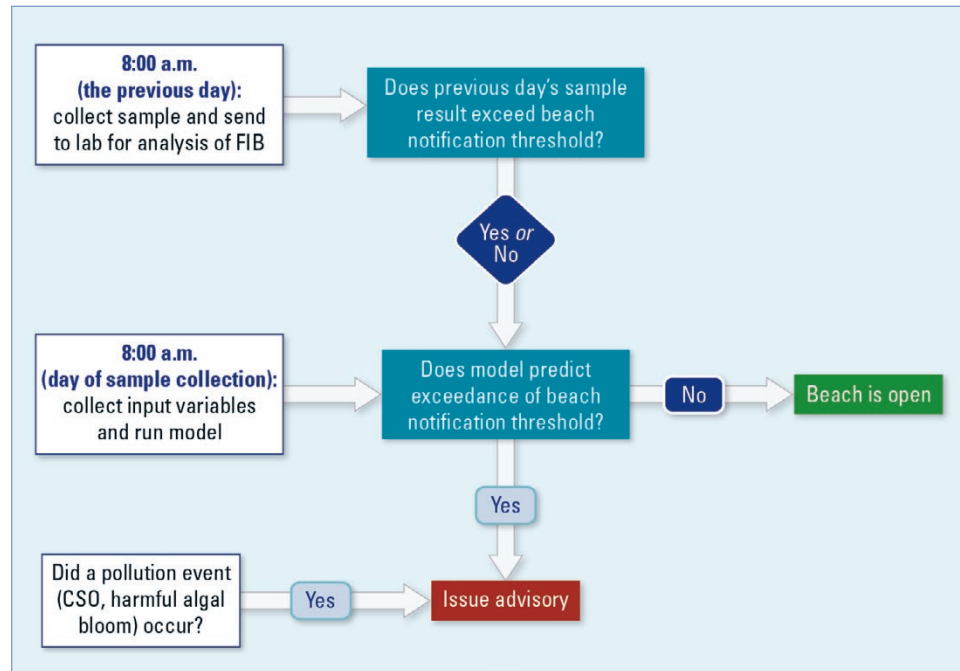 8:00 a.m.
(the previous day):
collect sample and send
to lab for analysis of FIB
Does previous day's sample
result exceed beach
notification threshold?
Yes or
No
8:00 a.m.
(day of sample collection):
collect input variables
and run model
Does model predict
exceedance of beach
notification threshold?
No
Beach is open
Yes
Did a pollution event
(CSO, harmful algal
bloom) occur?
Yes
Issue advisory